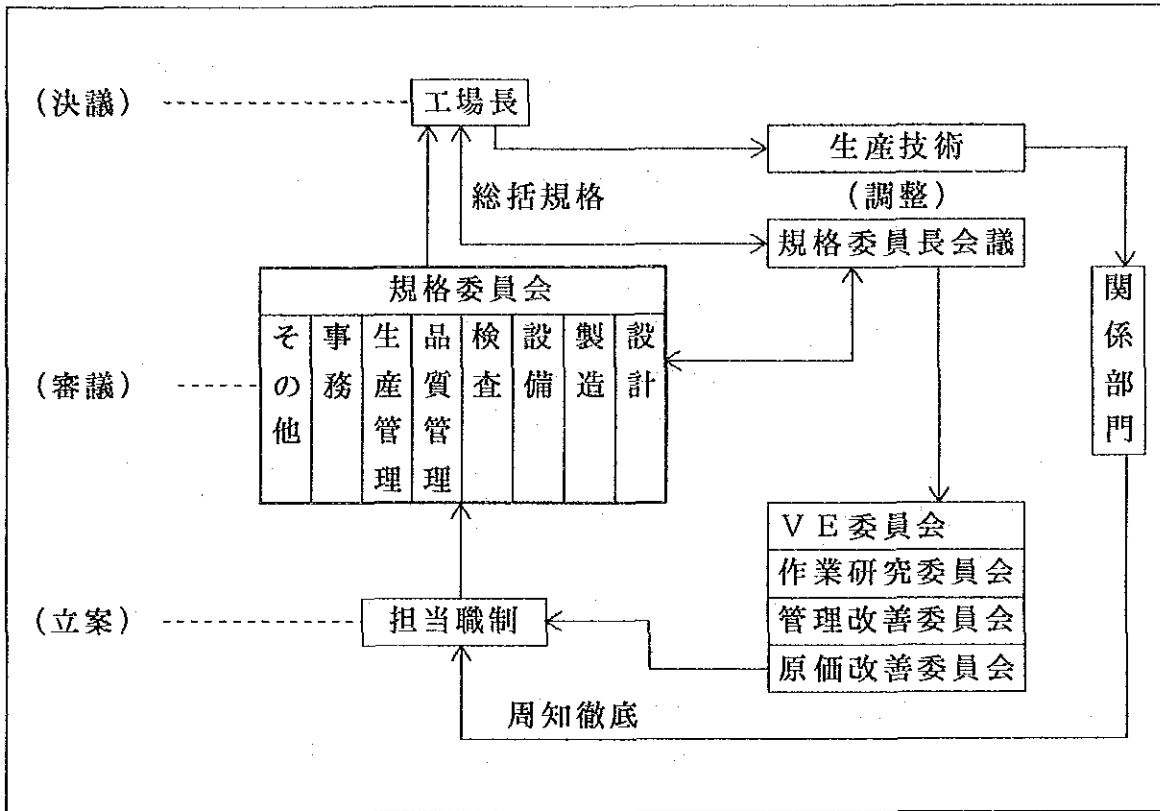 (決議)
工場長
生産技術
(調整)
総括規格
規格委員長会議
規格委員会
その他
事務
生産管理
品質管理
検査
設備
製造
設計
(審議)
関係部門
VE委員会
作業研究委員会
管理改善委員会
原価改善委員会
(立案)
担当職制
周知徹底